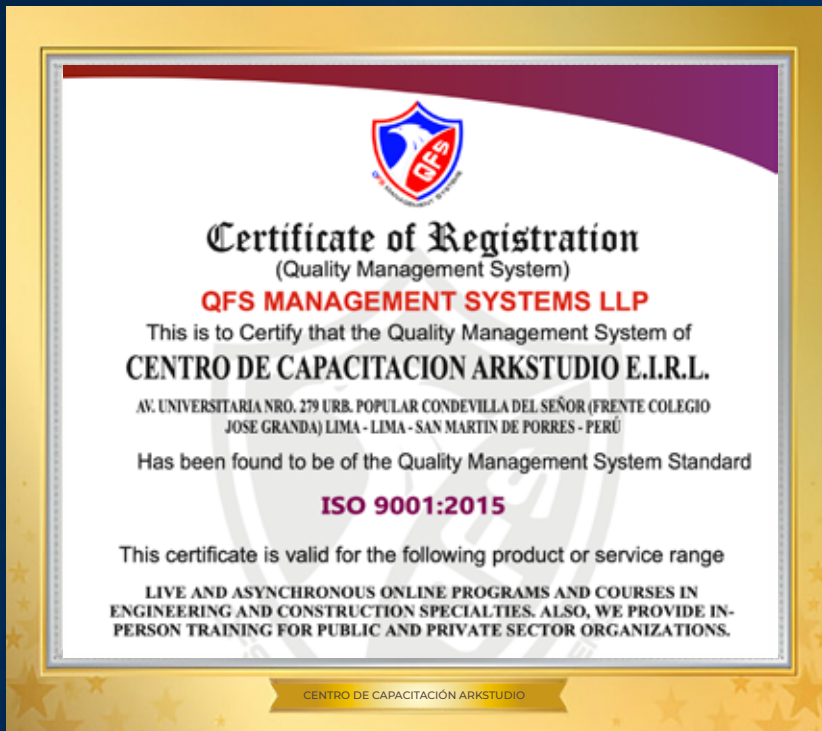 QFS
QFS MANAGEMENT SYSTEMS
Certificate of Registration
(Quality Management System)
QFS MANAGEMENT SYSTEMS LLP
This is to Certify that the Quality Management System of
CENTRO DE CAPACITACION ARKSTUDIO E.I.R.L.
AV. UNIVERSITARIA NRO. 279 URB. POPULAR CONDEVILLA DEL SEÑOR (FRENTE COLEGIO
JOSE GRANDA) LIMA - LIMA - SAN MARTIN DE PORRES - PERÚ
Has been found to be of the Quality Management System Standard
ISO 9001:2015
This certificate is valid for the following product or service range
LIVE AND ASYNCHRONOUS ONLINE PROGRAMS AND COURSES IN
ENGINEERING AND CONSTRUCTION SPECIALTIES. ALSO, WE PROVIDE IN-
PERSON TRAINING FOR PUBLIC AND PRIVATE SECTOR ORGANIZATIONS.
CENTRO DE CAPACITACIÓN ARKSTUDIO